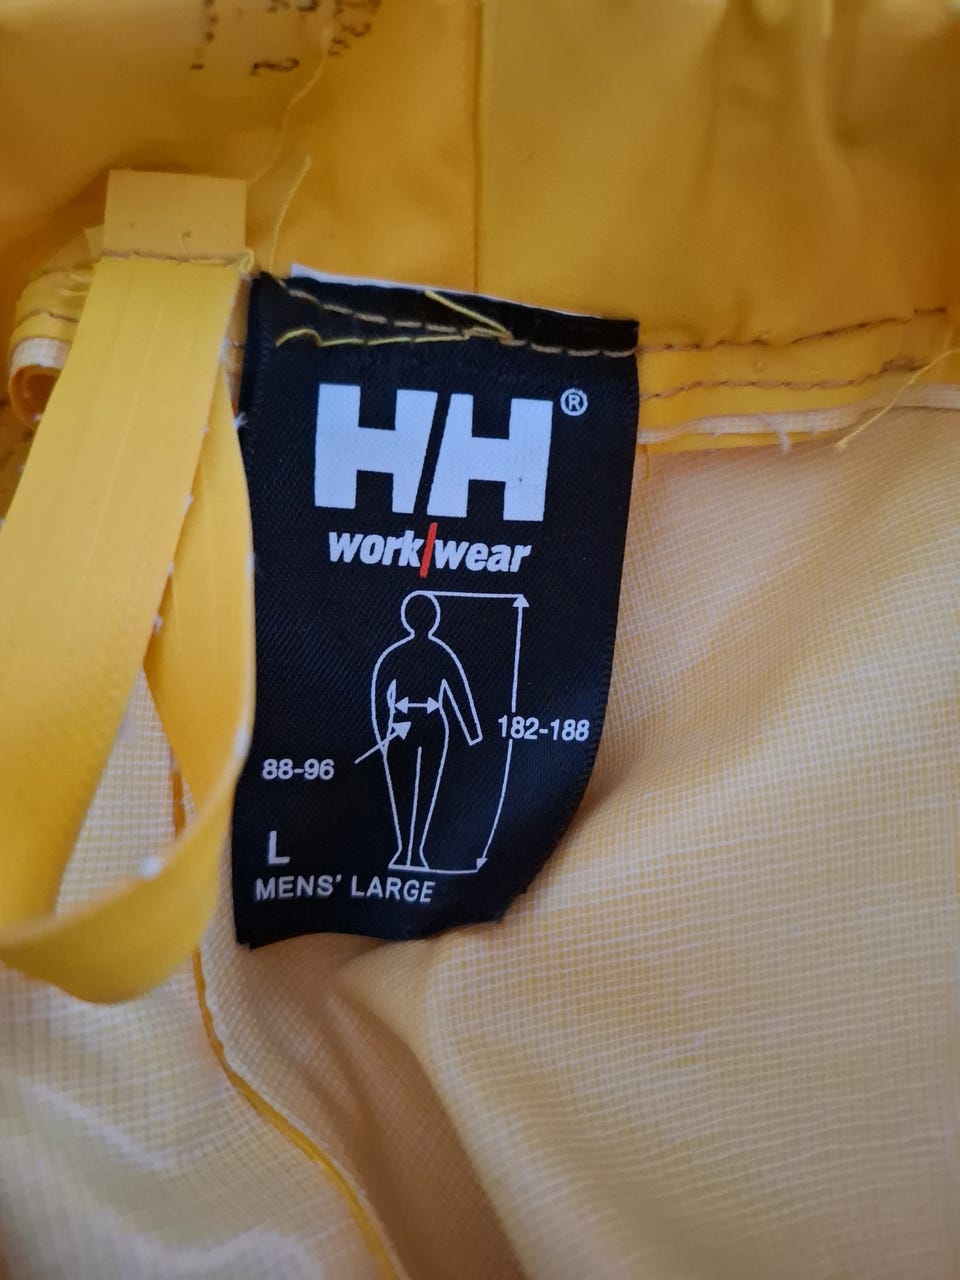 HH®
work/wear
182-188
88-96
L
MENS' LARGE